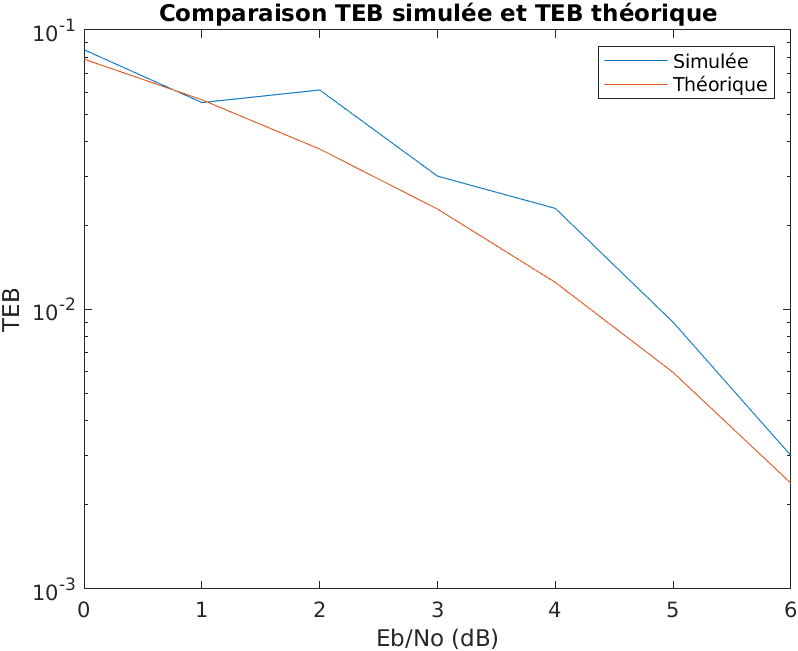 Comparaison TEB simulée et TEB théorique
10-1
Simulée
Théorique
TEB
10-2
10-3
0 1 2 3 4 5 6
Eb/No (dB)